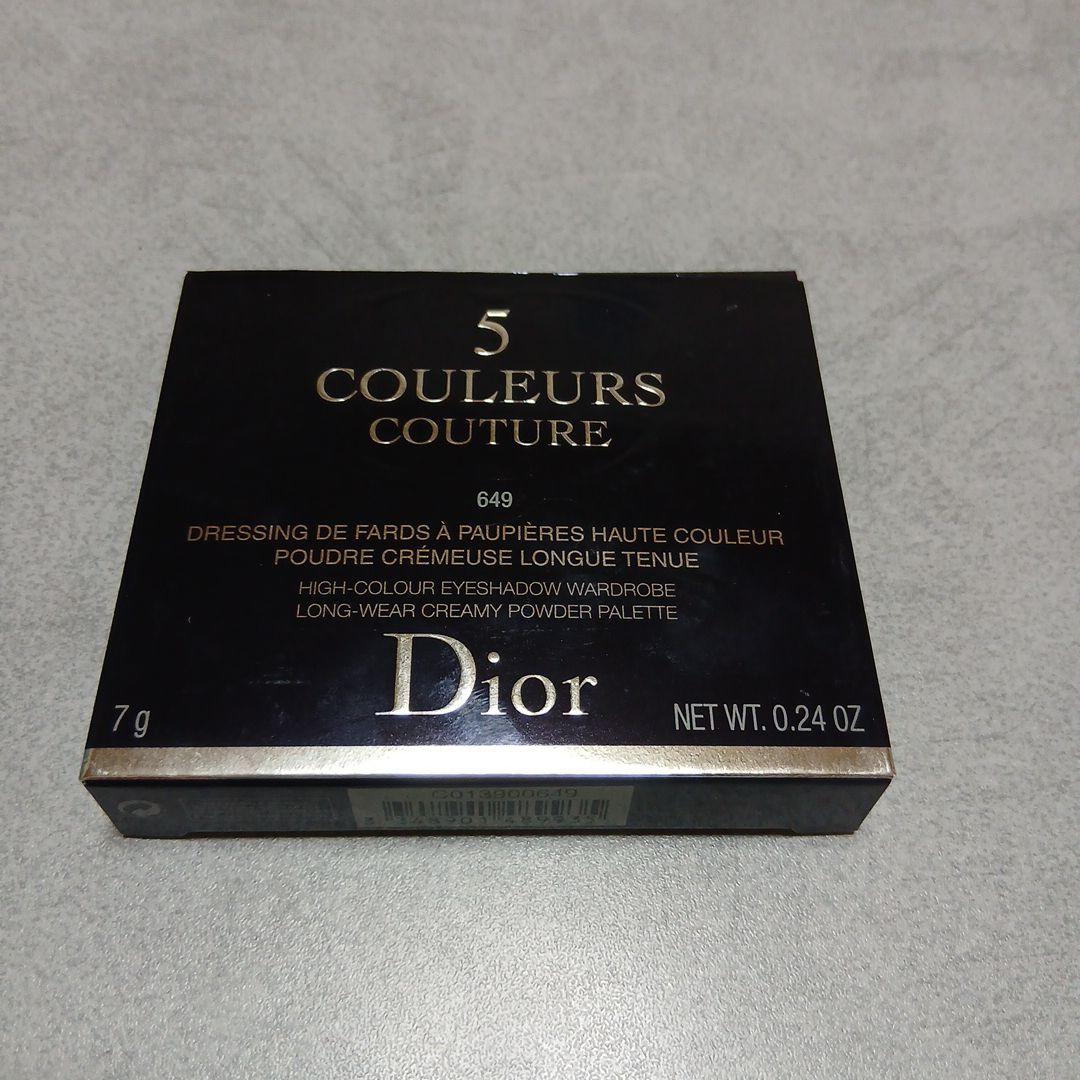 5
COULEURS
COUTURE
649
DRESSING DE FARDS À PAUPIÈRES HAUTE COULEUR
POUDRE CRÉMEUSE LONGUE TENUE
HIGH-COLOUR EYESHADOW WARDROBE
LONG-WEAR CREAMY POWDER PALETTE
Dior
7 g
NET WT. 0.24 OZ
C013900649